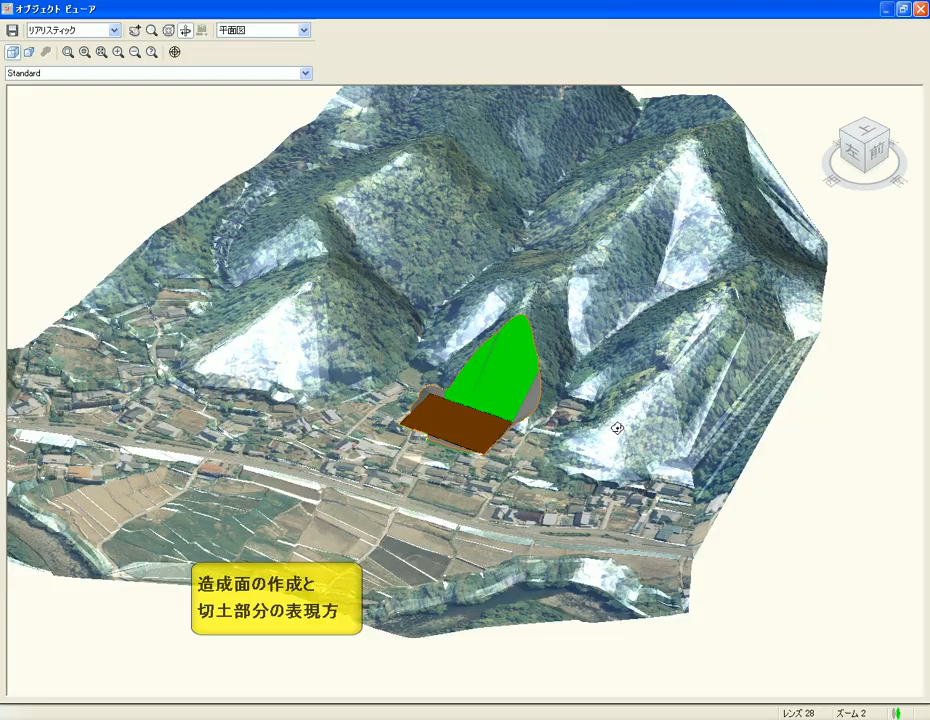 オブジェクト ビューア
リアリスティック
平面図
Standard
上
左
前
造成面の作成と
切土部分の表現方
レンズ 28
ズーム 2